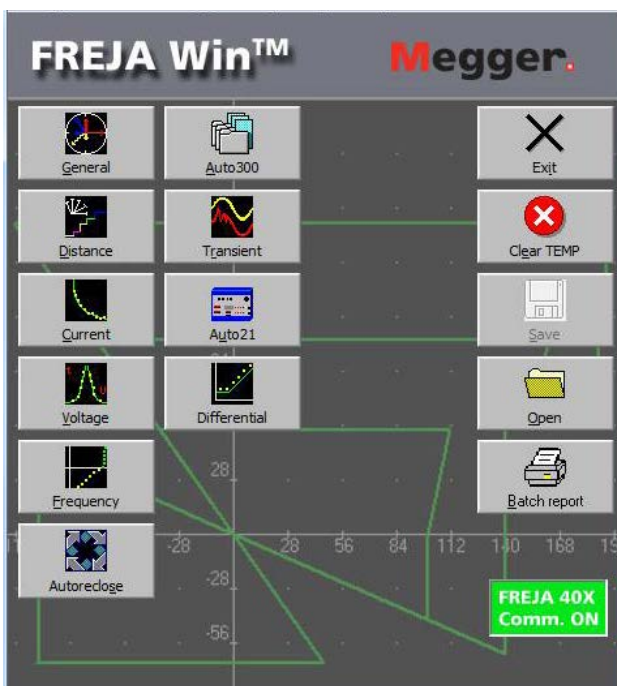 FREJA Win™
Megger.
General
Auto300
Exit
Distance
Transient
Clear TEMP
Current
Auto21
Save
Voltage
Differential
Open
28
Frequency
Batch report
-28
28
56
84
112
140
168
Autoreclose
-28
-56
FREJA 40X
Comm. ON